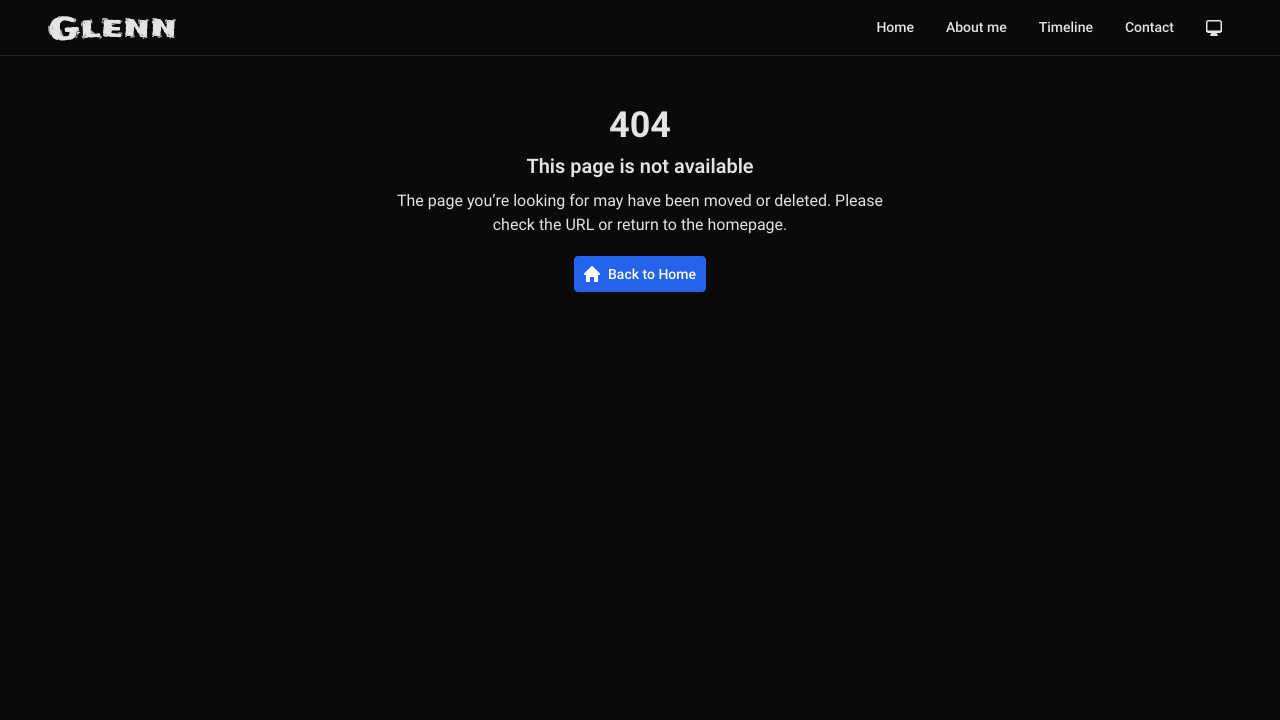 GLENN
Home
About me
Timeline
Contact
404
This page is not available
The page you’re looking for may have been moved or deleted. Please
check the URL or return to the homepage.
Back to Home